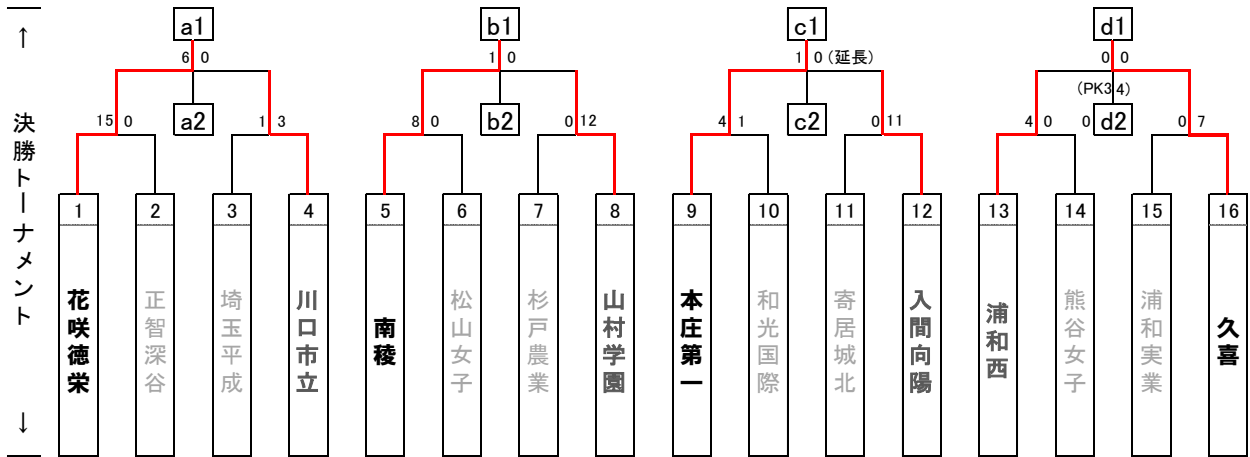 ↑ 決勝トーナメント ↓
a1 b1 c1 d1
6 0 1 0 1 0(延長) 0 0
(PK3 4)
a2 b2 c2 d2
15 0 1 3 8 0 0 12 4 1 0 11 4 0 0 0 7
1 2 3 4 5 6 7 8 9 10 11 12 13 14 15 16
花咲徳栄
正智深谷
埼玉平成
川口市立
南稜
松山女子
杉戸農業
山村学園
本庄第一
和光国際
寄居城北
入間向陽
浦和西
熊谷女子
浦和実業
久喜